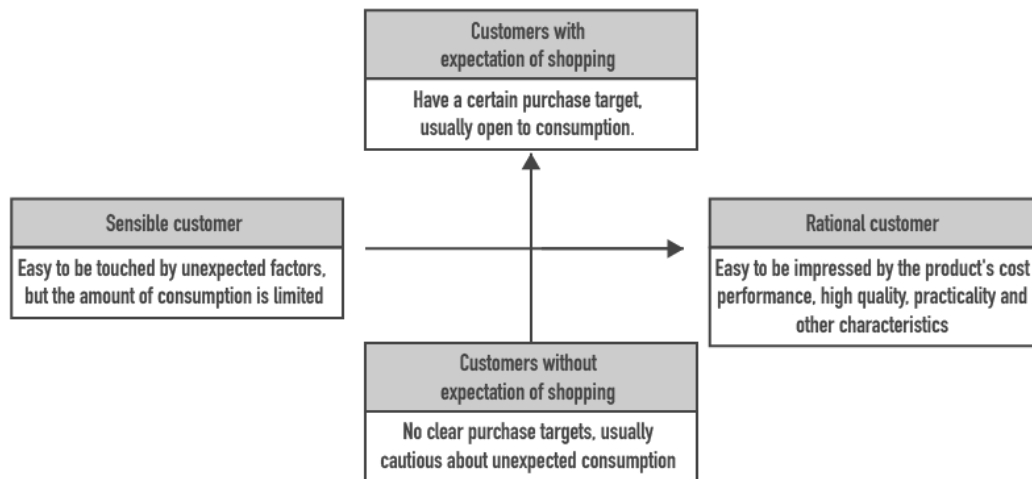 Customers with
expectation of shopping
Have a certain purchase target,
usually open to consumption.
Sensible customer
Easy to be touched by unexpected factors,
but the amount of consumption is limited
Rational customer
Easy to be impressed by the product's cost
performance, high quality, practicality and
other characteristics
Customers without
expectation of shopping
No clear purchase targets, usually
cautious about unexpected consumption